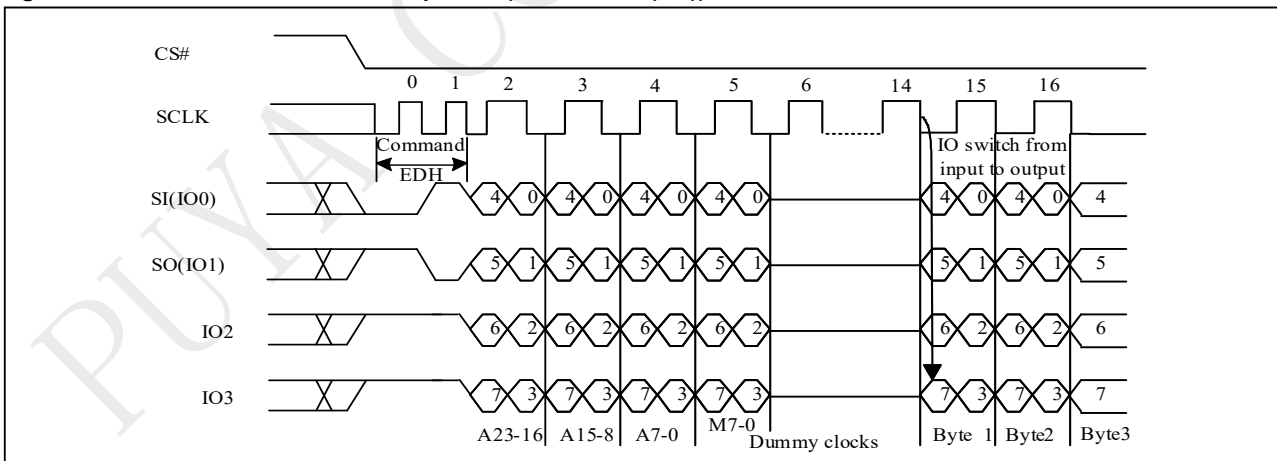 CS#
0 1 2 3 4 5 6 14 15 16
SCLK
Command
EDH
IO switch from
input to output
SI(IO0) 4 0 4 0 4 0 4 0 4 0 4 0 4
SO(IO1) 5 1 5 1 5 1 5 1 5 1 5 1 5
IO2 6 2 6 2 6 2 6 2 6 2 6 2 6
IO3 7 3 7 3 7 3 7 3 7 3 7 3 7
A23-16 A15-8 A7-0 M7-0 Dummy clocks Byte 1 Byte2 Byte3
PUYA